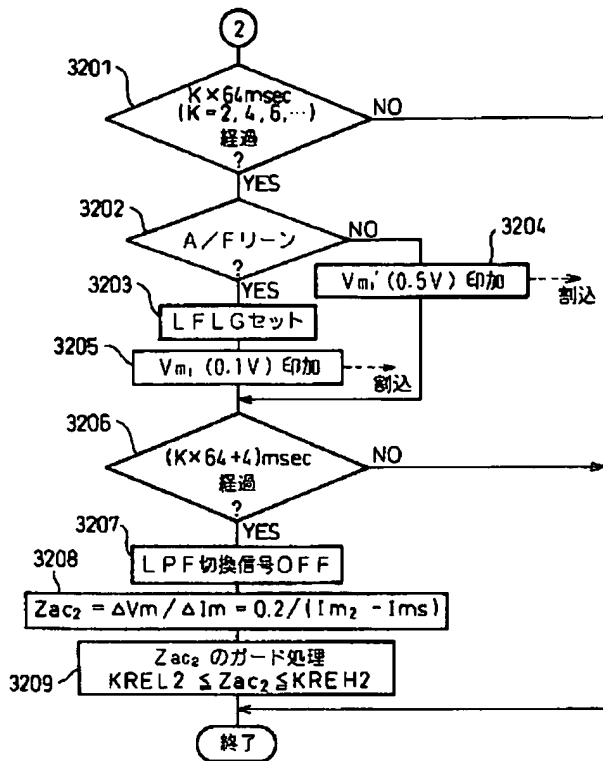 2
3201
K×64msec
(K=2,4,6,…)
経過
?
NO
YES
3202
A/Fリーン
?
NO
YES
3204
Vm₁′(0.5V)印加
割込
3203
LFLGセット
3205
Vm₁(0.1V)印加
割込
3206
(K×64+4)msec
経過
?
NO
YES
3207
LPF切換信号OFF
3208
Zac₂=ΔVm/ΔIm=0.2/(Im₂-Ims)
3209
Zac₂のガード処理
KREL2≦Zac₂≦KREH2
終了